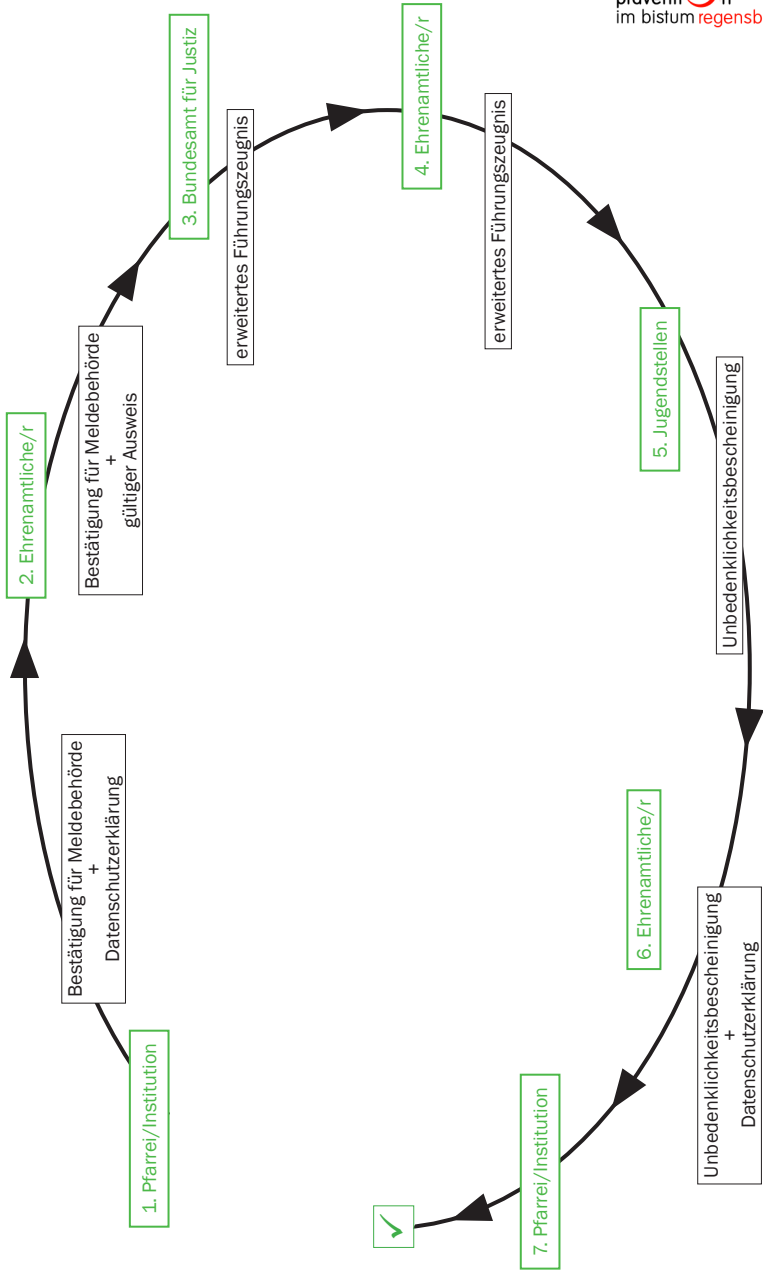 im bistum regensb
1. Pfarrei/Institution
Bestätigung für Meldebehörde
+
Datenschutzerklärung
2. Ehrenamtliche/r
Bestätigung für Meldebehörde
+
gültiger Ausweis
3. Bundesamt für Justiz
erweitertes Führungszeugnis
4. Ehrenamtliche/r
erweitertes Führungszeugnis
5. Jugendstellen
Unbedenklichkeitsbescheinigung
6. Ehrenamtliche/r
Unbedenklichkeitsbescheinigung
+
Datenschutzerklärung
7. Pfarrei/Institution
✓